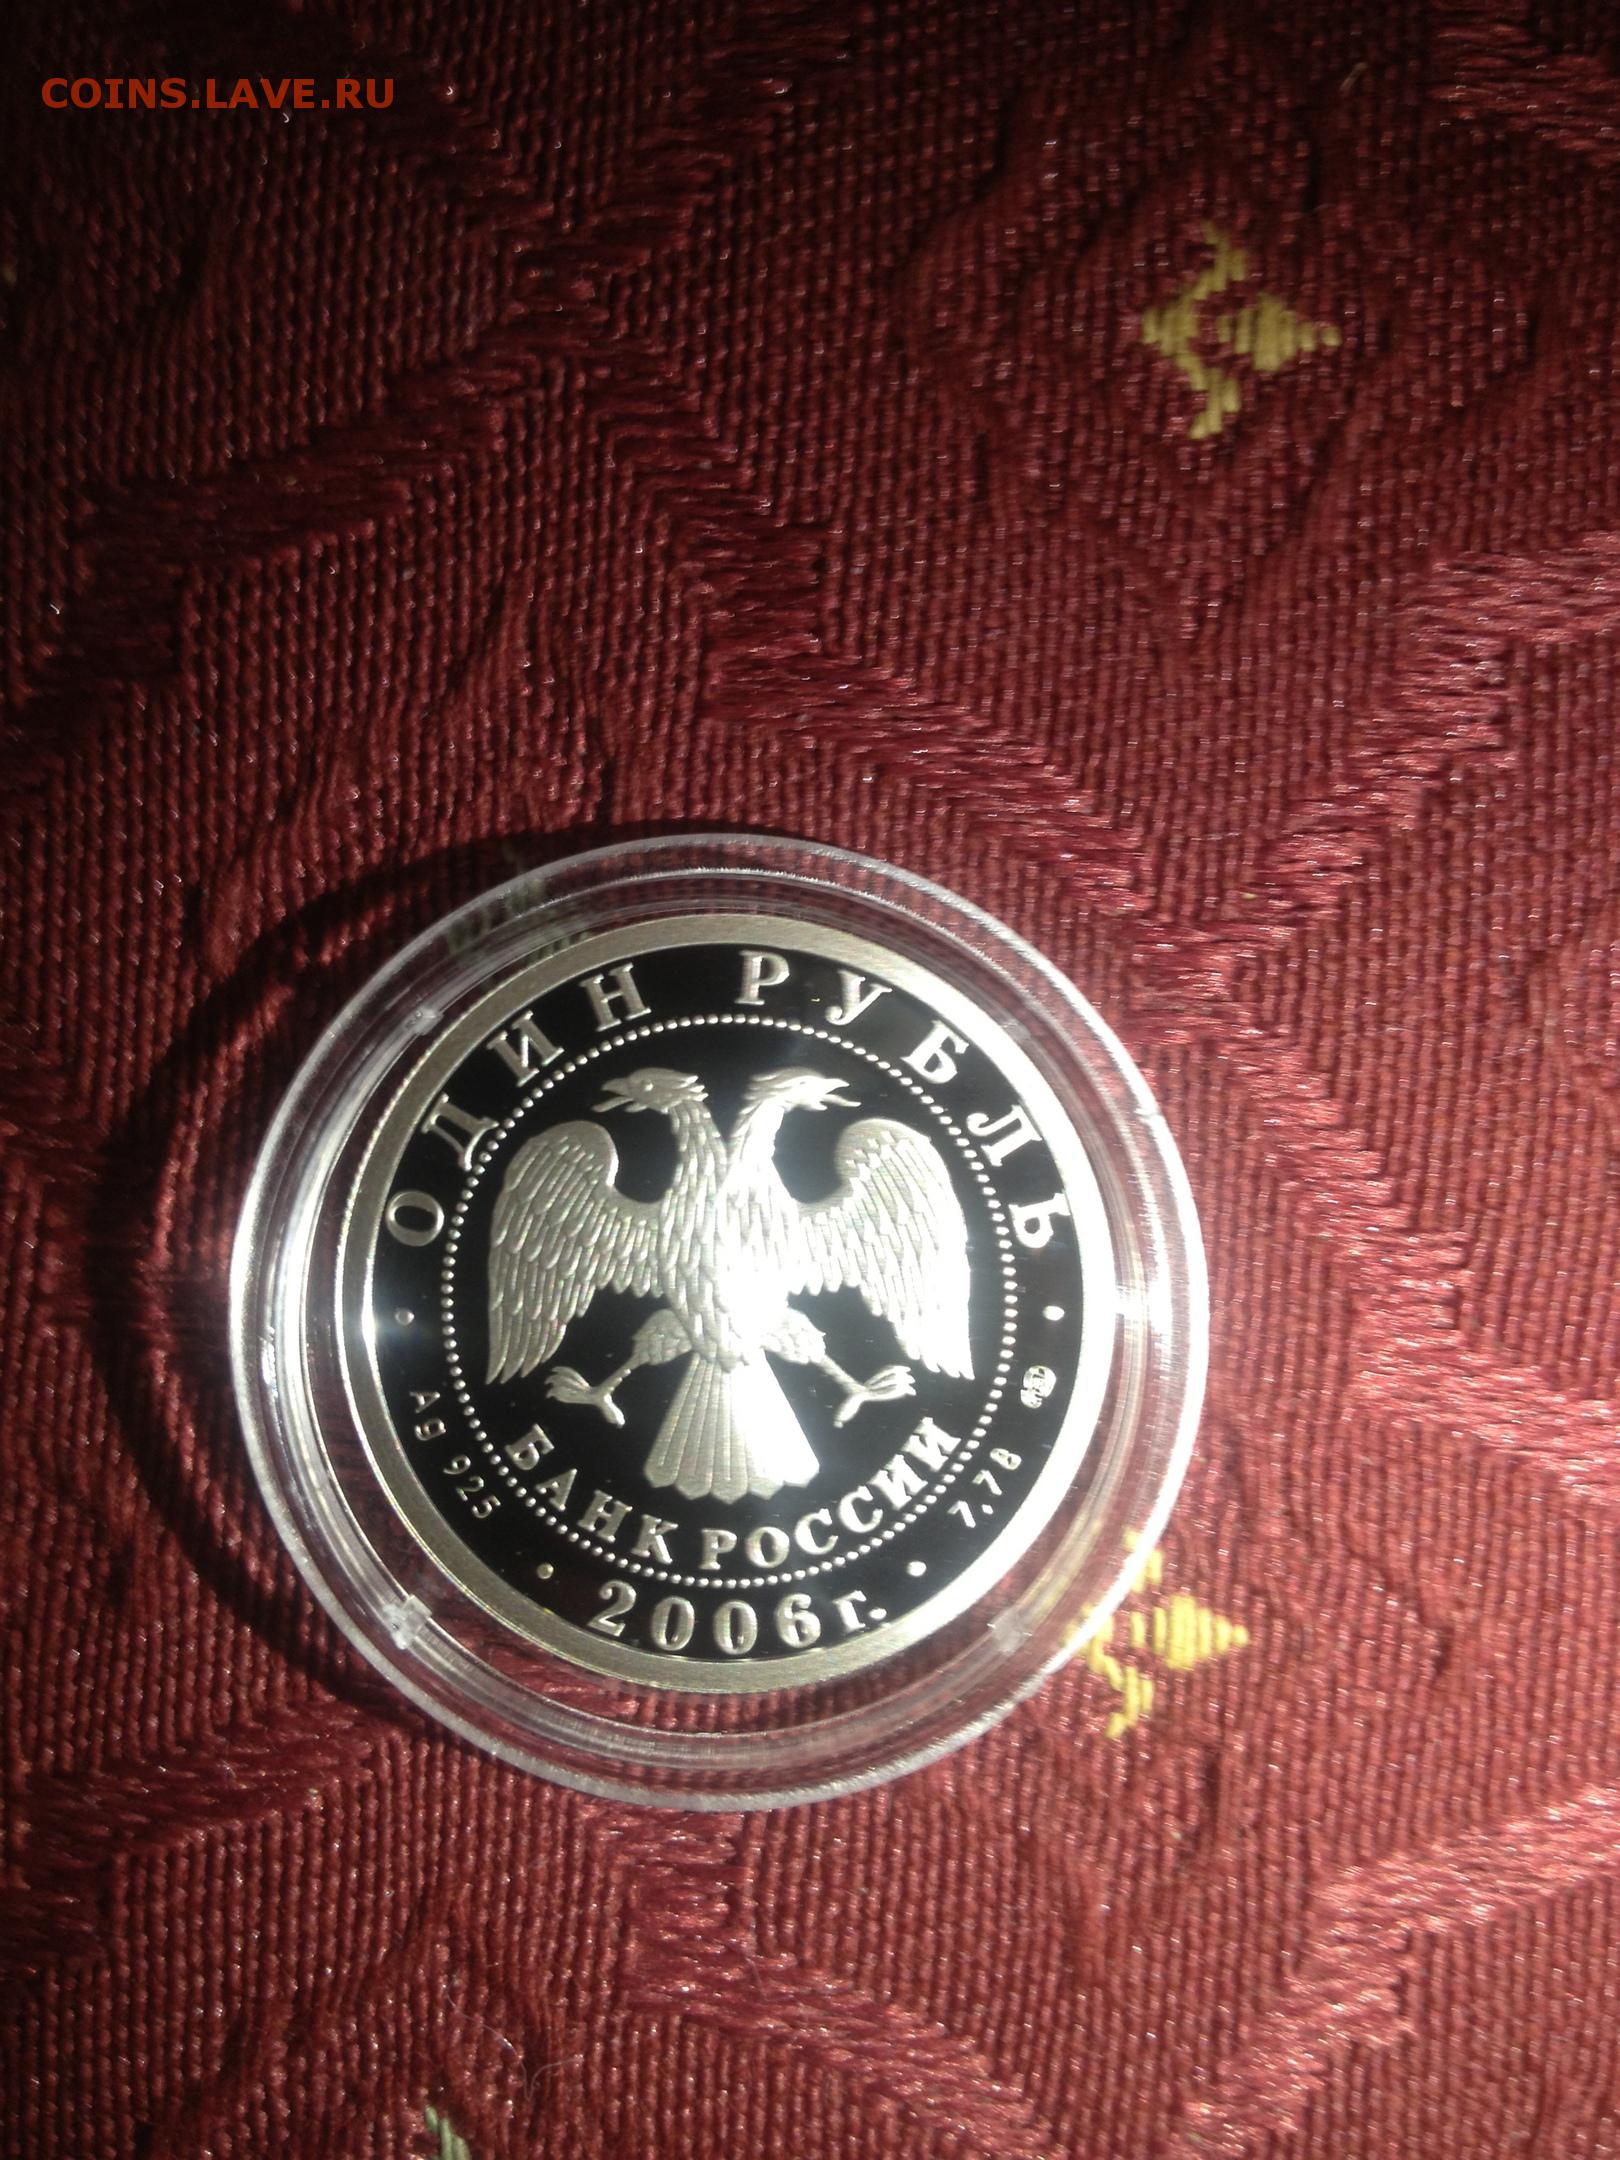 COINS.LAVE.RU
ОДИН РУБЛЬ
БАНК РОССИИ
Ag 925
7,78
2006г.